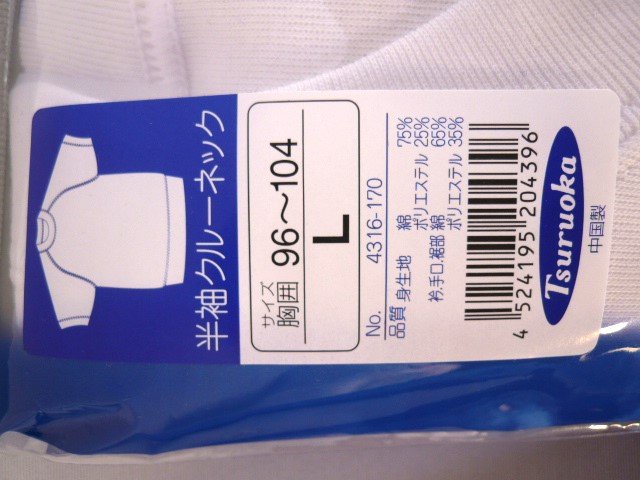 半袖クルーネック
サイズ
胸囲 96〜104
L
No. 4316-170
品質 身生地 綿 75%
ポリエステル 25%
衿.手口.裾部 綿 65%
ポリエステル 35%
4 524195 204396
Tsuruoka
中国製